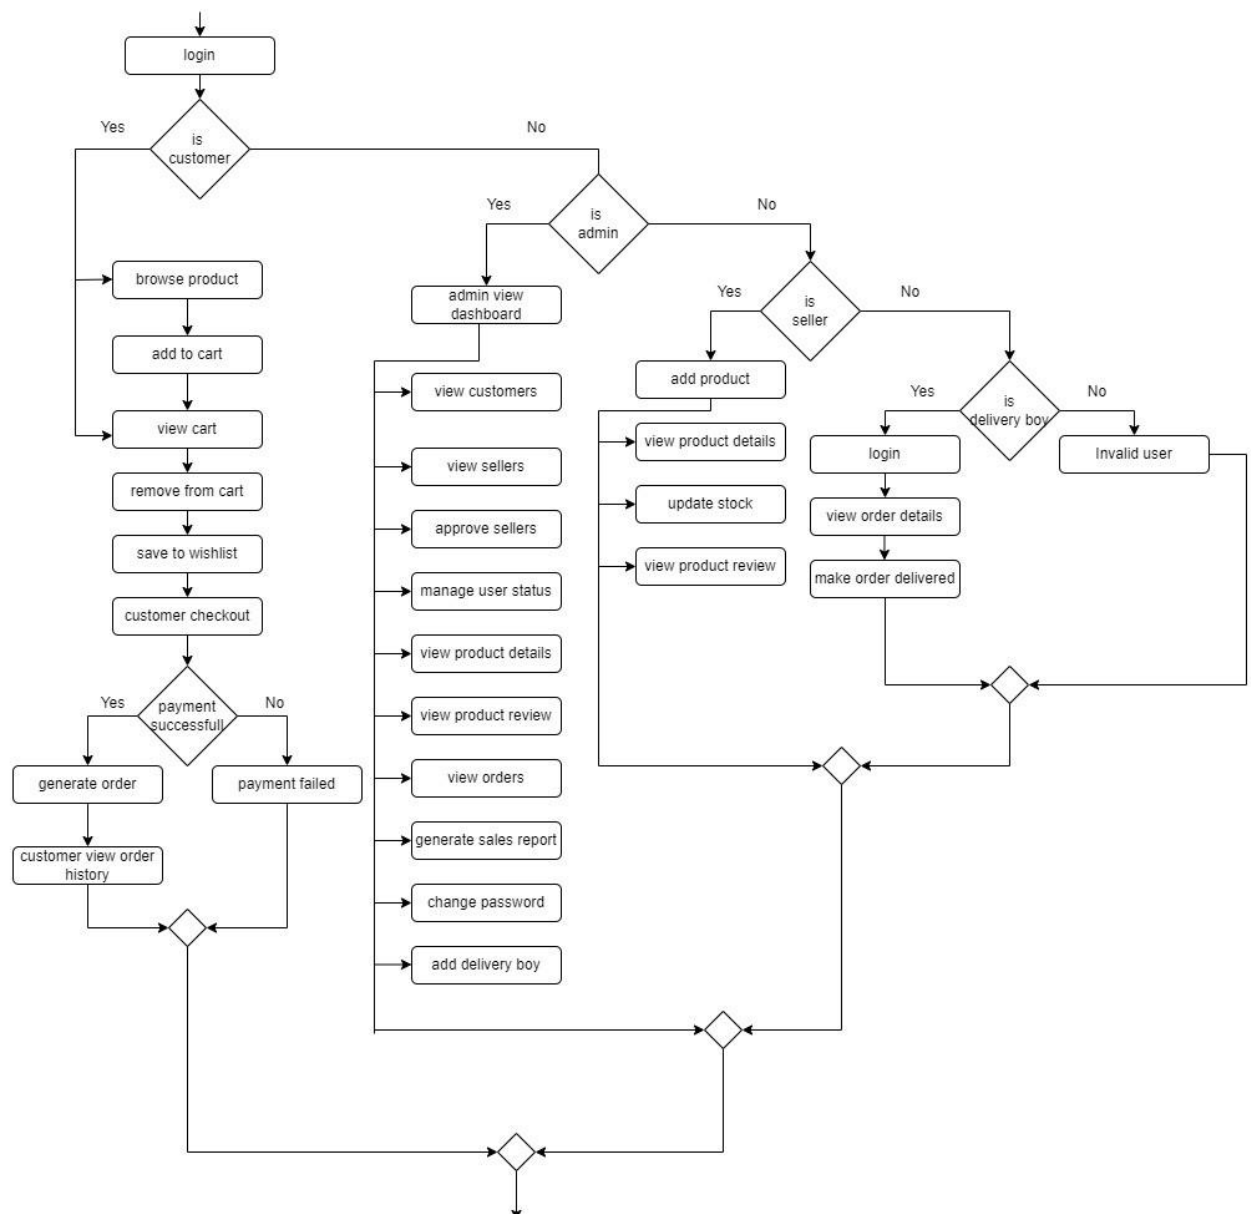 login
Yes
No
is
customer
Yes
No
is
admin
browse product
add to cart
view cart
remove from cart
save to wishlist
customer checkout
Yes
No
payment
successfull
generate order
payment failed
customer view order
history
admin view
dashboard
view customers
view sellers
approve sellers
manage user status
view product details
view product review
view orders
generate sales report
change password
add delivery boy
Yes
No
is
seller
add product
view product details
update stock
view product review
Yes
No
is
delivery boy
login
Invalid user
view order details
make order delivered